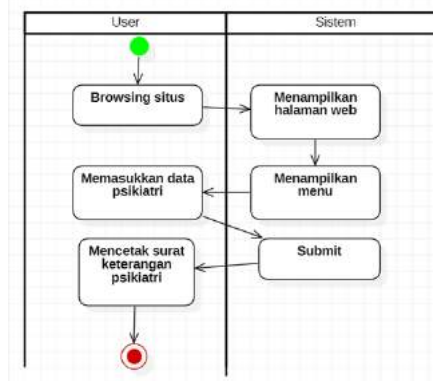 User
Sistem
Browsing situs
Menampilkan
halaman web
Memasukkan data
psikiatri
Menampilkan
menu
Mencetak surat
keterangan
psikiatri
Submit